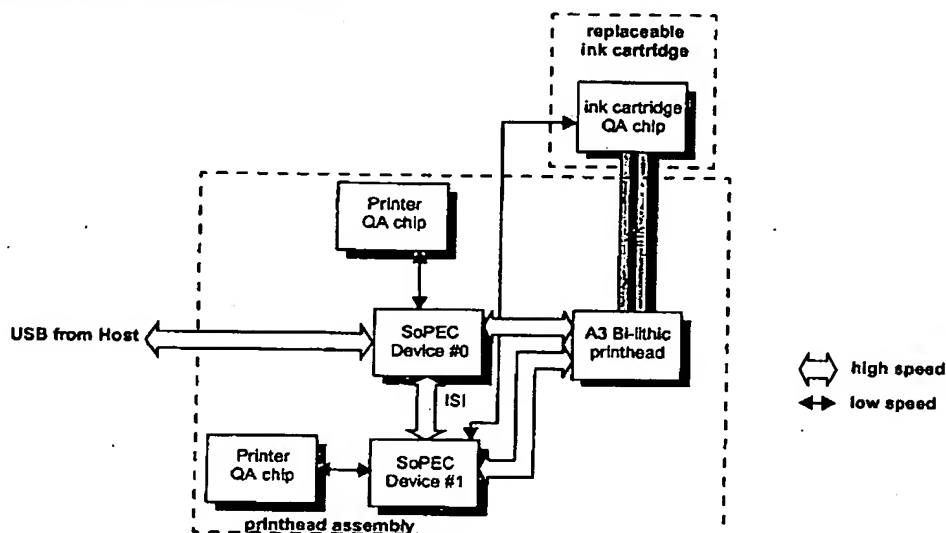 replaceable
ink cartridge
ink cartridge
QA chip
Printer
QA chip
USB from Host
SoPEC
Device #0
A3 Bi-lithic
printhead
high speed
low speed
ISI
Printer
QA chip
SoPEC
Device #1
printhead assembly